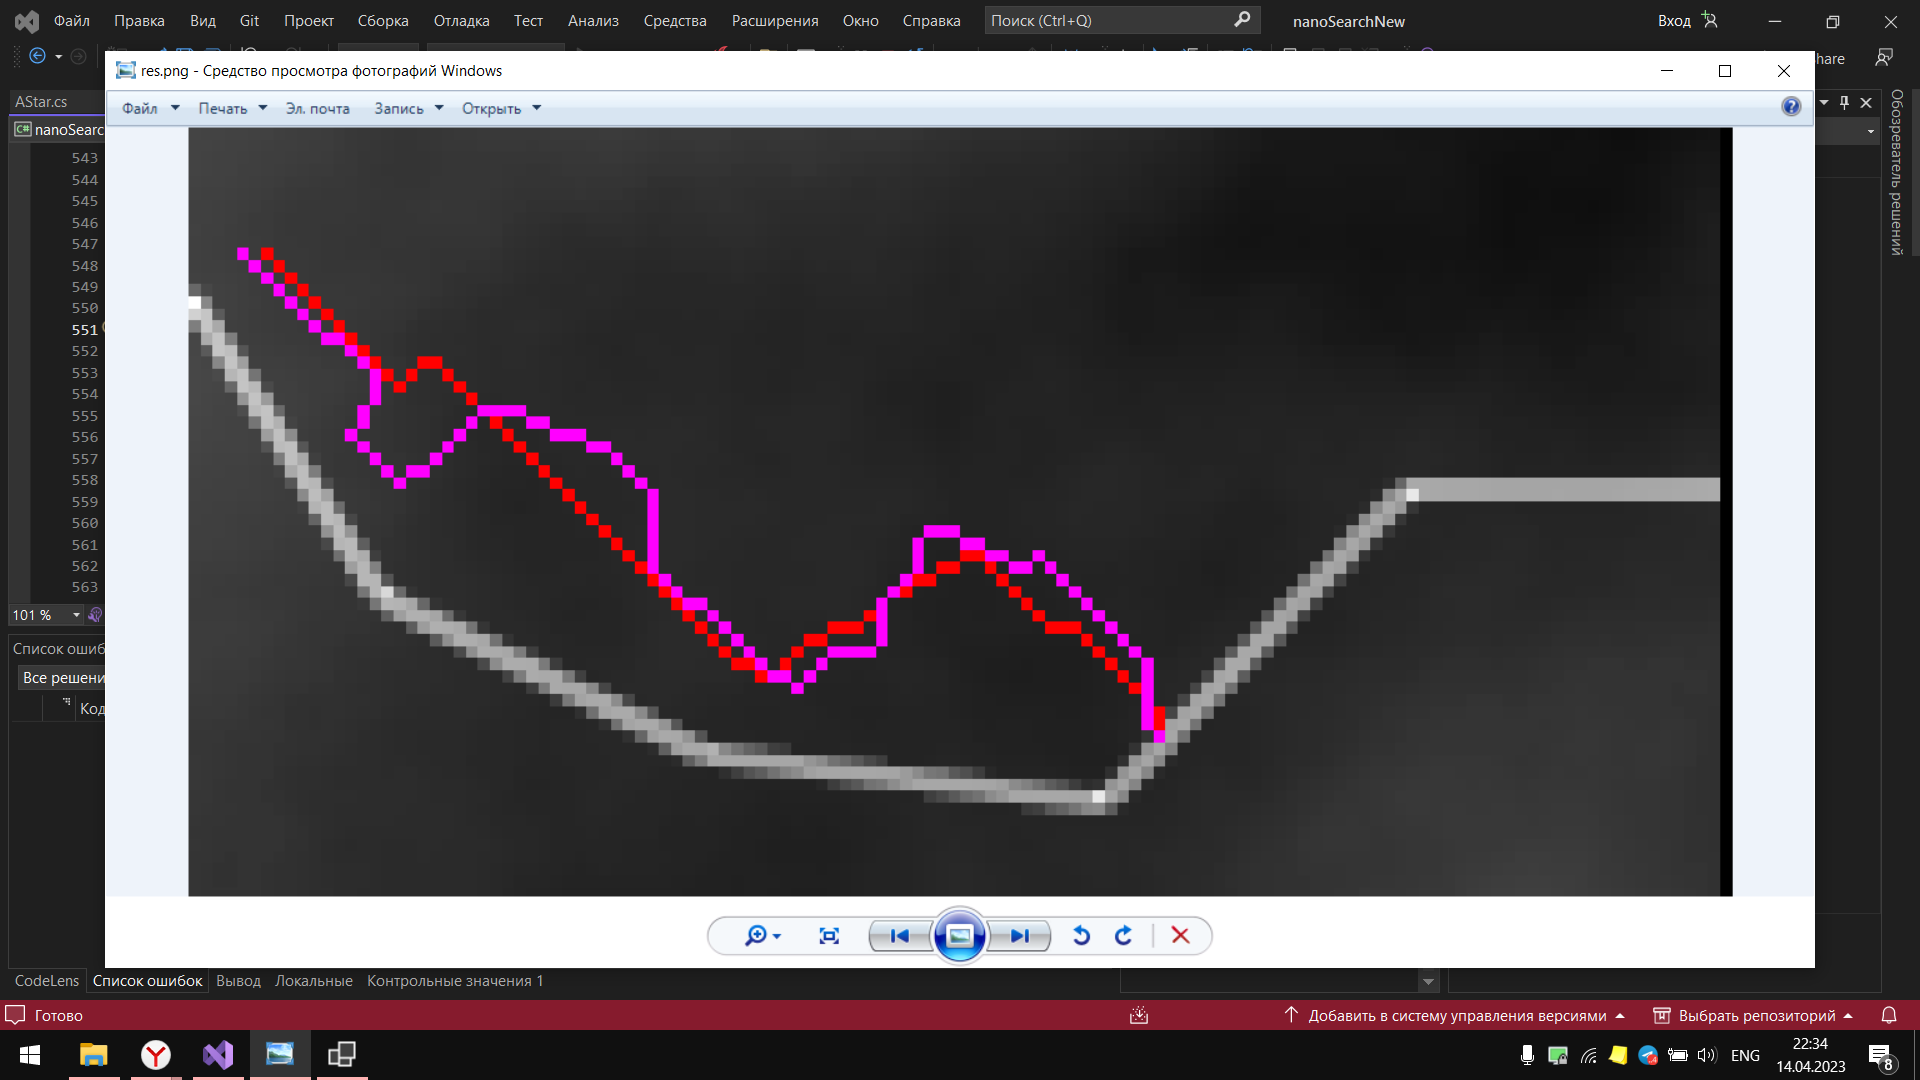 Файл Правка Вид Git Проект Сборка Отладка Тест Анализ Средства Расширения Окно Справка Поиск (Ctrl+Q) nanoSearchNew Вход
hare
res.png - Средство просмотра фотографий Windows
AStar.cs
Файл Печать Эл. почта Запись Открыть
nanoSearc
Обозреватель решений
543
544
545
546
547
548
549
550
551
552
553
554
555
556
557
558
559
560
561
562
563
101 %
Список ошиб
Все решени
Код
CodeLens Список ошибок Вывод Локальные Контрольные значения 1
Готово Добавить в систему управления версиями Выбрать репозиторий
ENG 22:34
14.04.2023 8